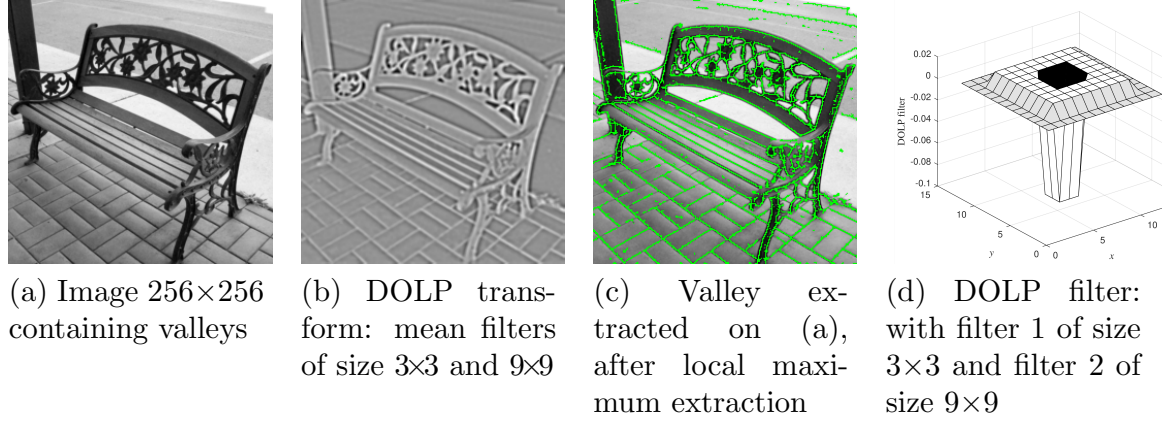 0.02
0
-0.02
-0.04
-0.06
-0.08
-0.1
15
10
5
0
0
5
10
DOLP filter
y
x
(a) Image 256×256
containing valleys
(b) DOLP trans-
form: mean filters
of size 3×3 and 9×9
(c) Valley ex-
tracted on (a),
after local maxi-
mum extraction
(d) DOLP filter:
with filter 1 of size
3×3 and filter 2 of
size 9×9